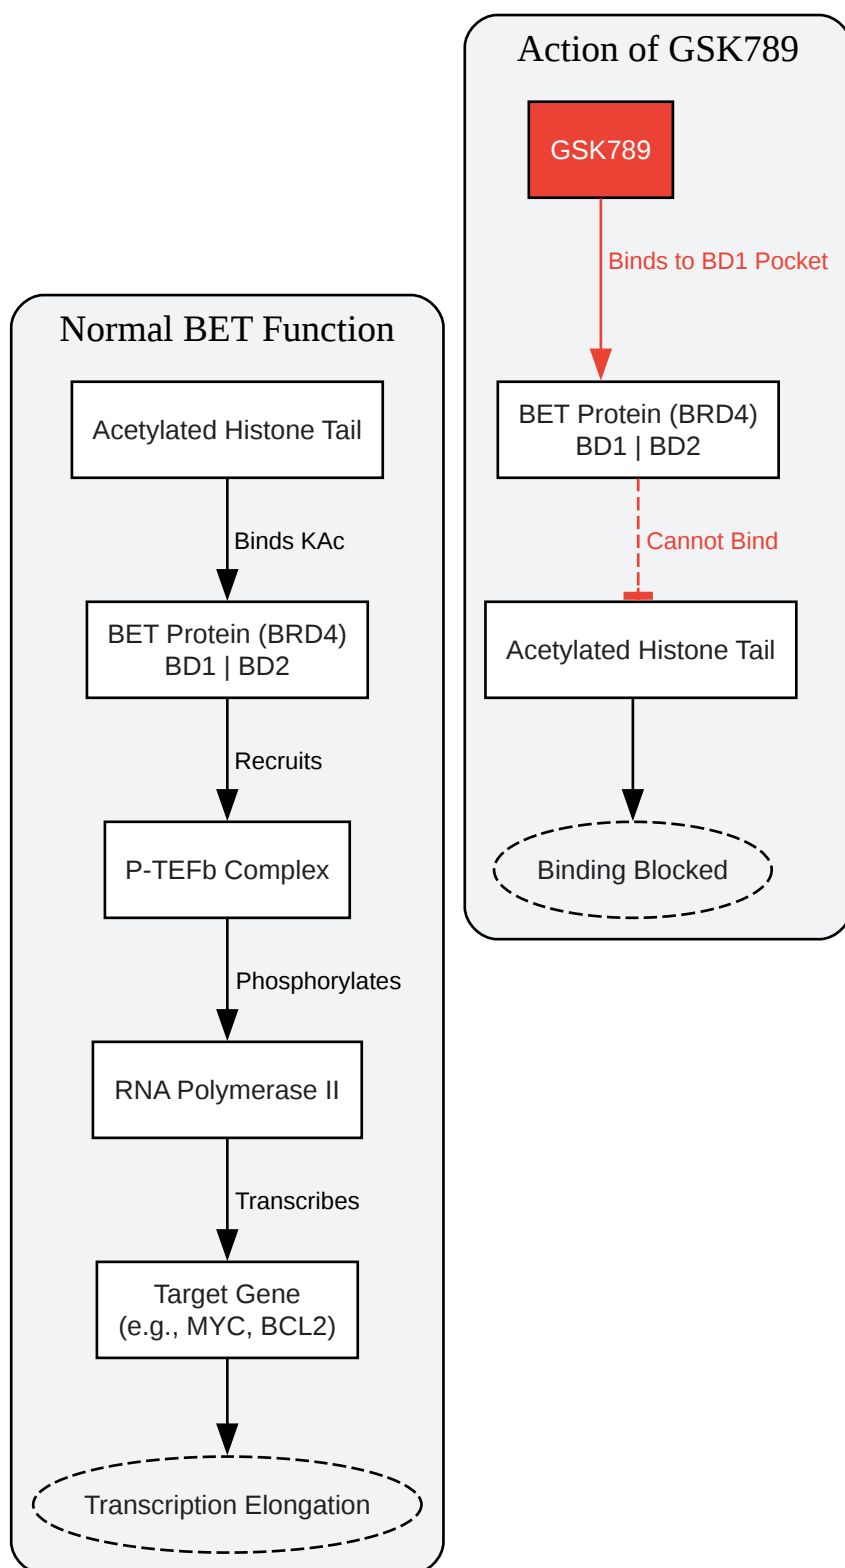 Action of GSK789
GSK789
Binds to BD1 Pocket
BET Protein (BRD4)
BD1 | BD2
Cannot Bind
Acetylated Histone Tail
Binding Blocked
Normal BET Function
Acetylated Histone Tail
Binds KAc
BET Protein (BRD4)
BD1 | BD2
Recruits
P-TEFb Complex
Phosphorylates
RNA Polymerase II
Transcribes
Target Gene
(e.g., MYC, BCL2)
Transcription Elongation